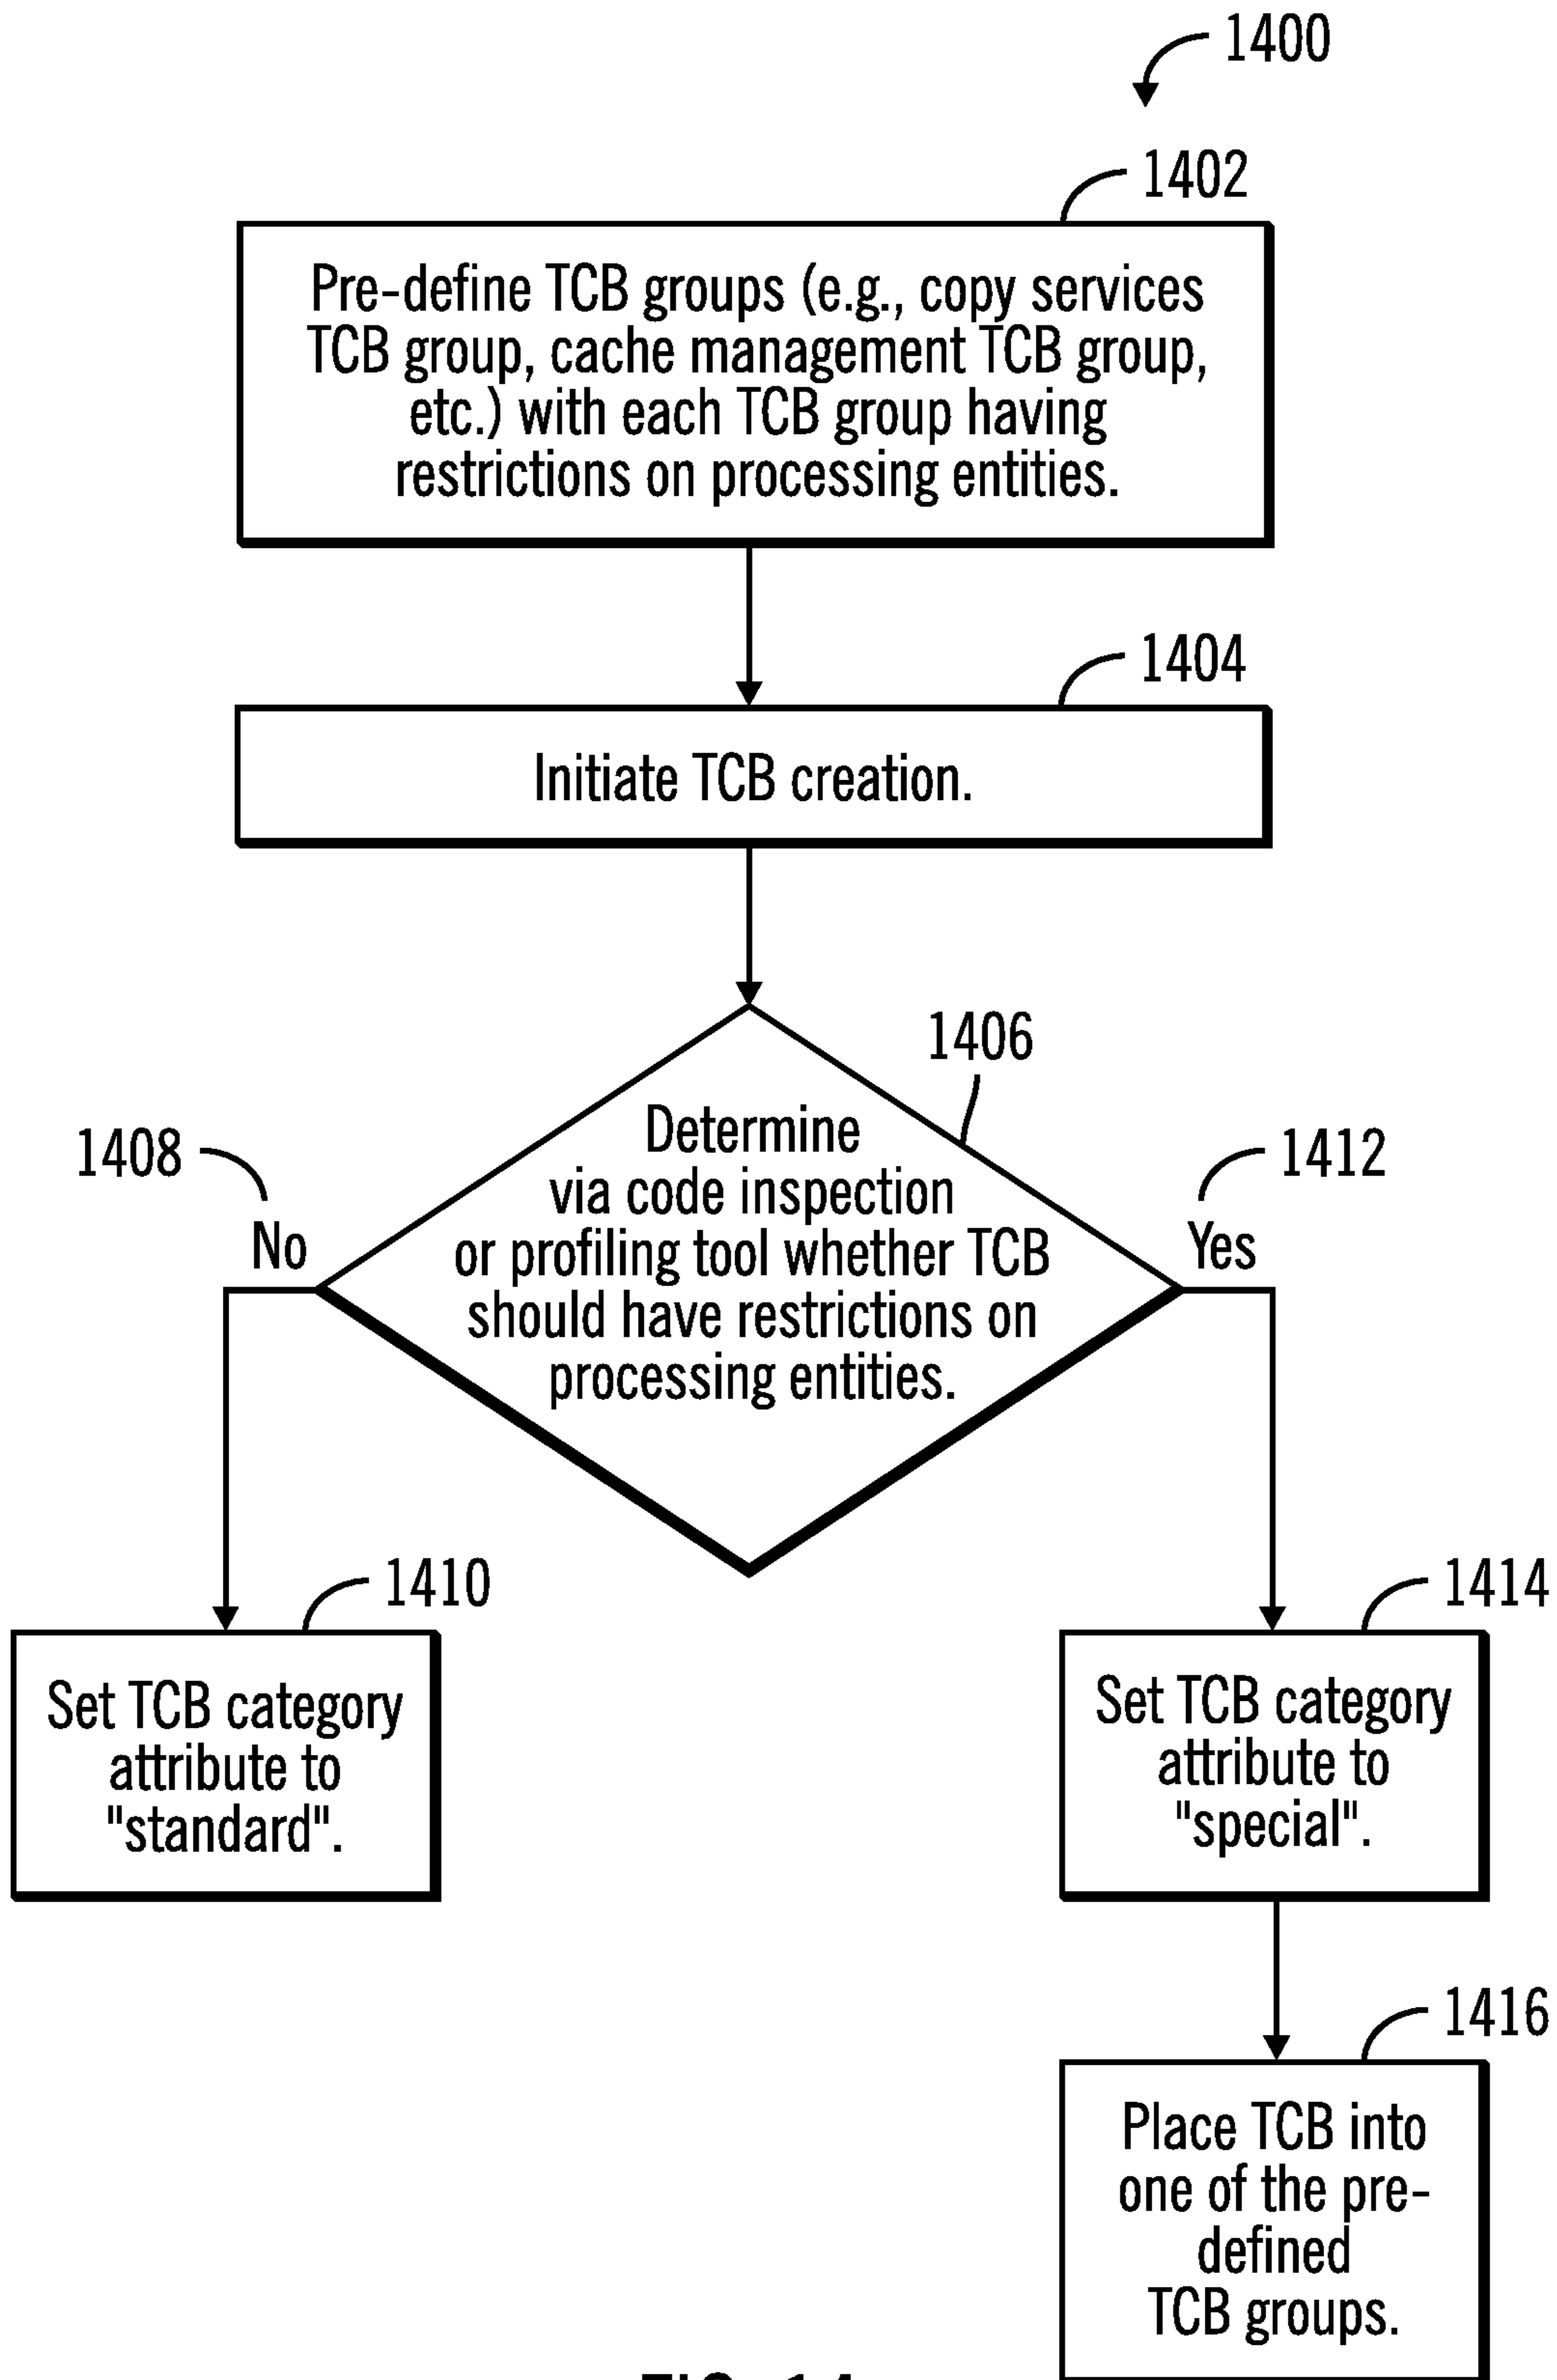 1400
1402
Pre-define TCB groups (e.g., copy services
TCB group, cache management TCB group,
etc.) with each TCB group having
restrictions on processing entities.
1404
Initiate TCB creation.
1406
Determine
via code inspection
or profiling tool whether TCB
should have restrictions on
processing entities.
1408
No
1412
Yes
1410
Set TCB category
attribute to
"standard".
1414
Set TCB category
attribute to
"special".
1416
Place TCB into
one of the pre-
defined
TCB groups.